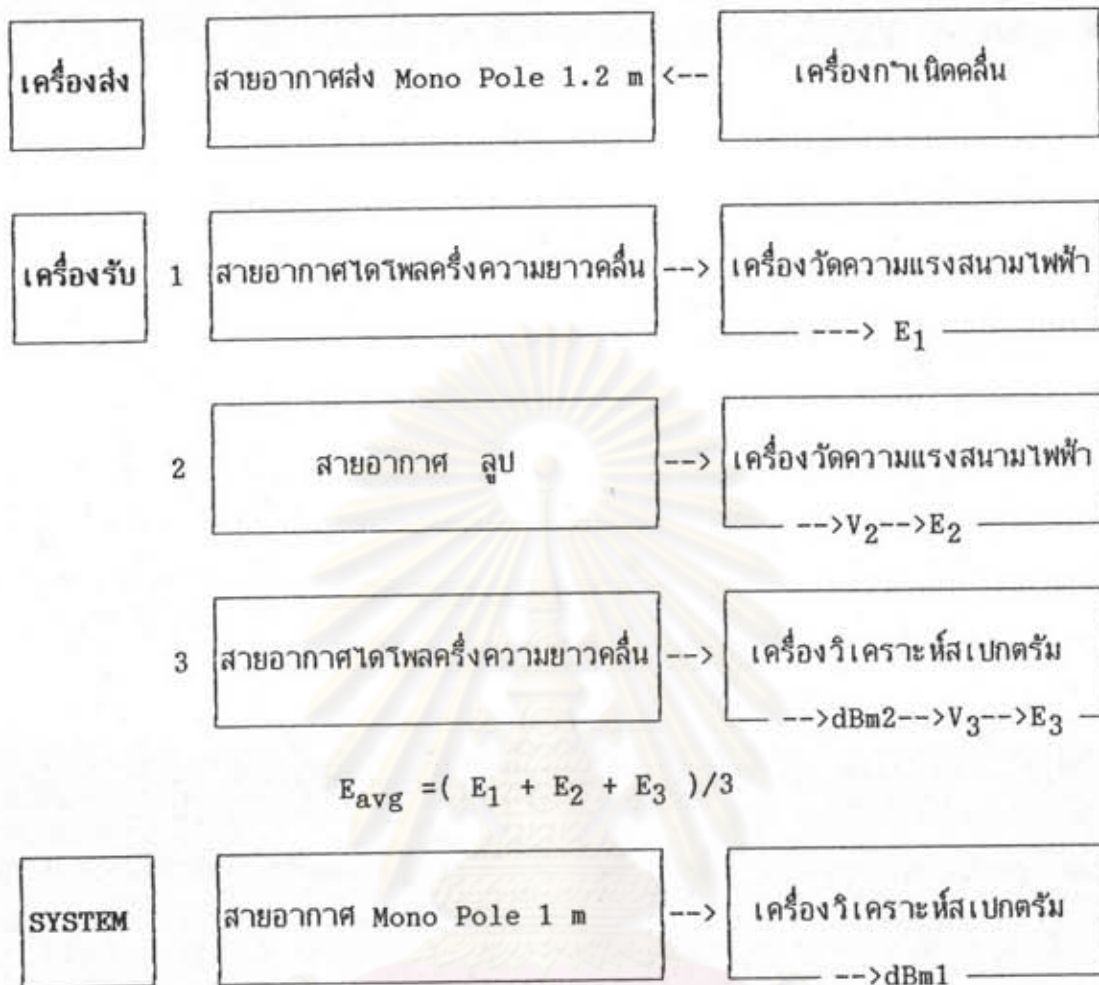 เครื่องส่ง สายอากาศส่ง Mono Pole 1.2 m <-- เครื่องกำเนิดคลื่น
เครื่องรับ 1 สายอากาศไดโพลครึ่งความยาวคลื่น --> เครื่องวัดความแรงสนามไฟฟ้า
---> E1
2 สายอากาศ ลูป --> เครื่องวัดความแรงสนามไฟฟ้า
-->V2-->E2
3 สายอากาศไดโพลครึ่งความยาวคลื่น --> เครื่องวิเคราะห์สเปกตรัม
-->dBm2-->V3-->E3
Eavg =( E1 + E2 + E3 )/3
SYSTEM สายอากาศ Mono Pole 1 m --> เครื่องวิเคราะห์สเปกตรัม
-->dBm1